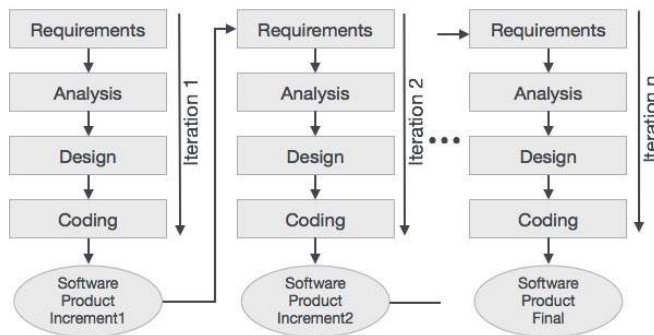 Requirements
Analysis
Design
Coding
Software
Product
Increment1
Iteration 1
Requirements
Analysis
Design
Coding
Software
Product
Increment2
Iteration 2
Requirements
Analysis
Design
Coding
Software
Product
Final
Iteration n